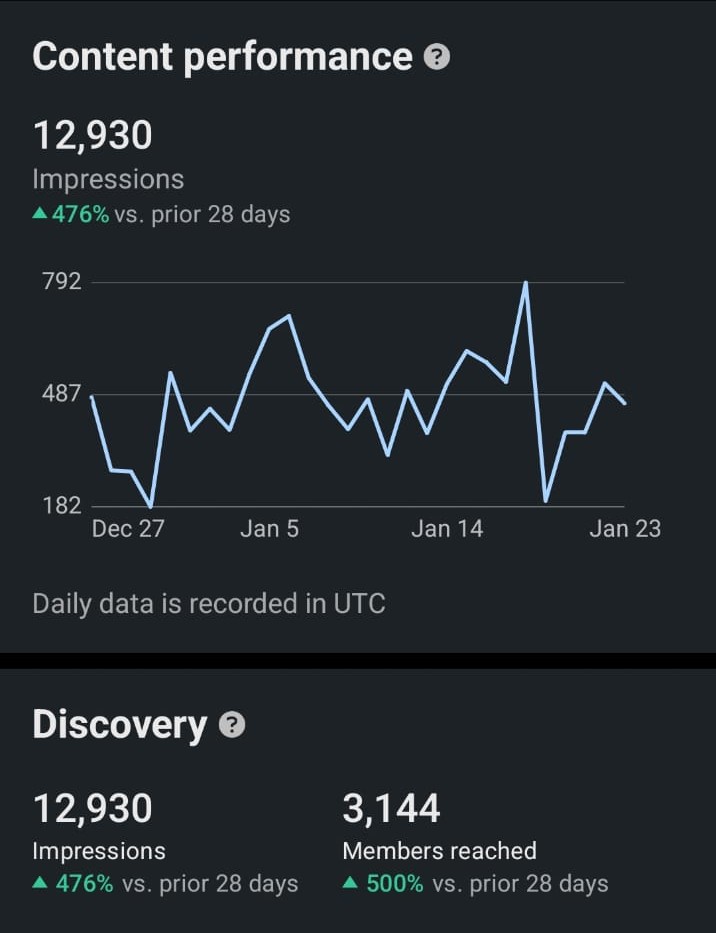 Content performance ?
12,930
Impressions
▲ 476% vs. prior 28 days
792
487
182
Dec 27 Jan 5 Jan 14 Jan 23
Daily data is recorded in UTC
Discovery ?
12,930 3,144
Impressions Members reached
▲ 476% vs. prior 28 days ▲ 500% vs. prior 28 days